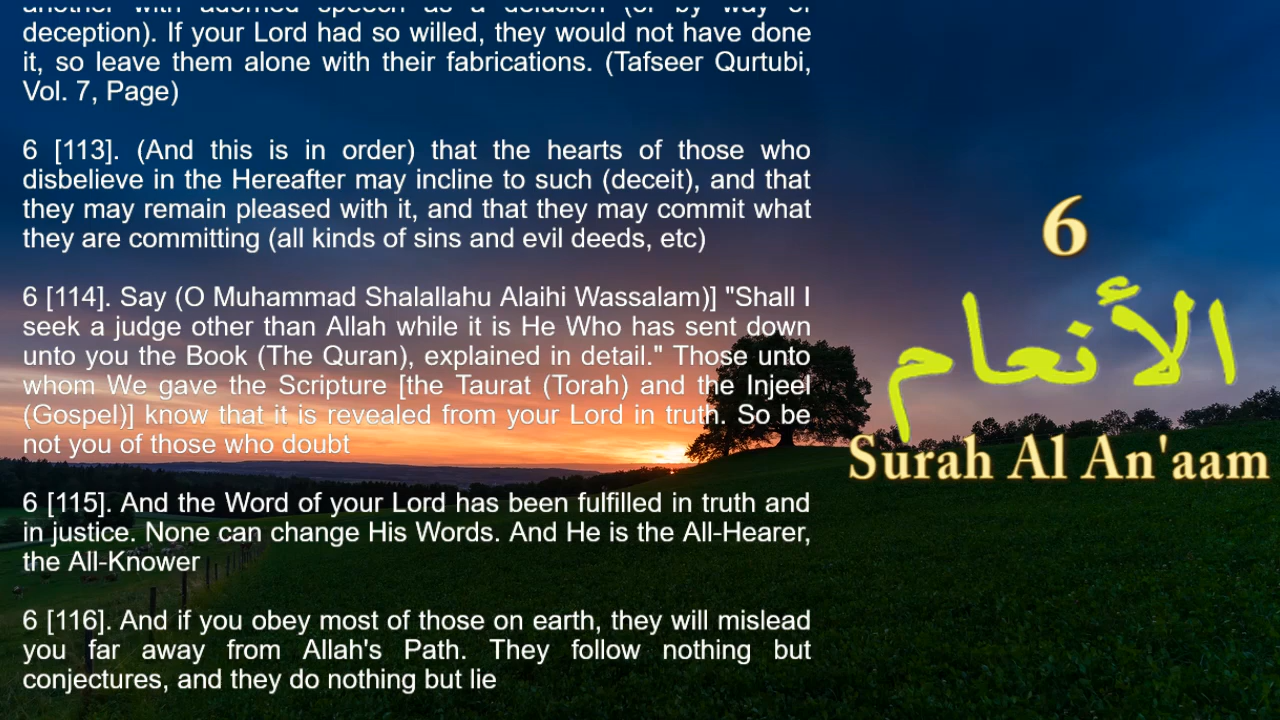 another with adorned speech as a delusion (or by way of
deception). If your Lord had so willed, they would not have done
it, so leave them alone with their fabrications. (Tafseer Qurtubi,
Vol. 7, Page)
6 [113]. (And this is in order) that the hearts of those who
disbelieve in the Hereafter may incline to such (deceit), and that
they may remain pleased with it, and that they may commit what
they are committing (all kinds of sins and evil deeds, etc)
6 [114]. Say (O Muhammad Shalallahu Alaihi Wassalam)] "Shall I
seek a judge other than Allah while it is He Who has sent down
unto you the Book (The Quran), explained in detail." Those unto
whom We gave the Scripture [the Taurat (Torah) and the Injeel
(Gospel)] know that it is revealed from your Lord in truth. So be
not you of those who doubt
6 [115]. And the Word of your Lord has been fulfilled in truth and
in justice. None can change His Words. And He is the All-Hearer,
the All-Knower
6 [116]. And if you obey most of those on earth, they will mislead
you far away from Allah's Path. They follow nothing but
conjectures, and they do nothing but lie
6
الأنعام
Surah Al An'aam